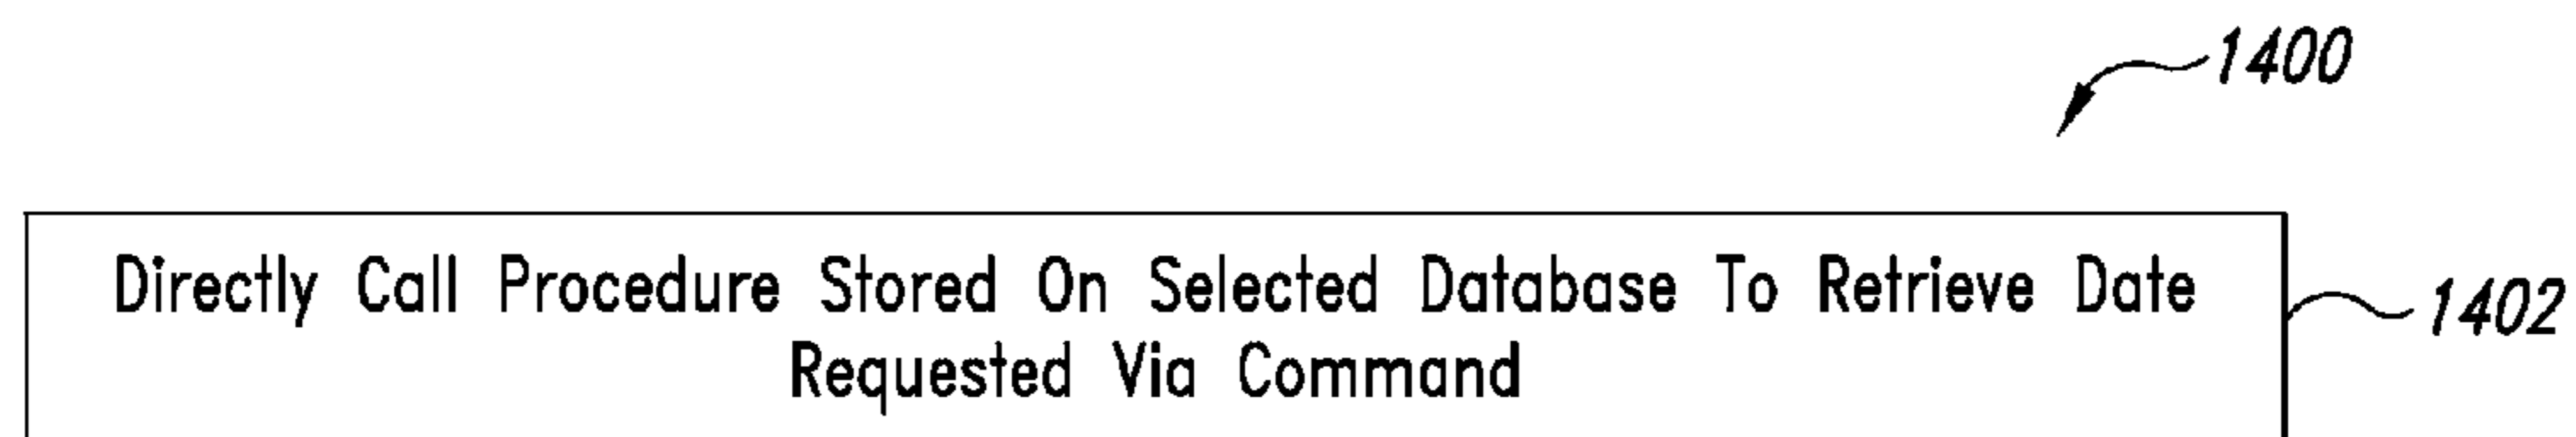 1400
Directly Call Procedure Stored On Selected Database To Retrieve Date
1402
Requested Via Command